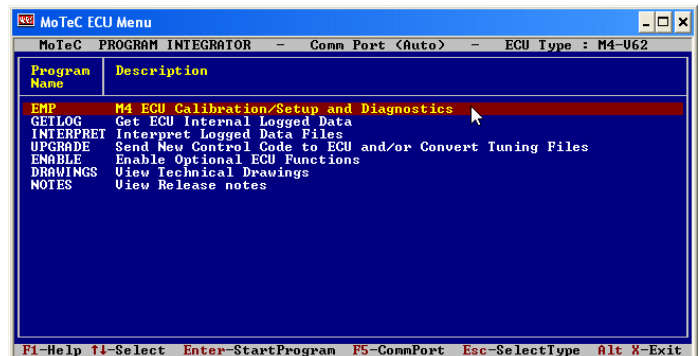 MoTeC ECU Menu
MoTeC PROGRAM INTEGRATOR - Comm Port (Auto) - ECU Type : M4-V62
Program Name Description
EMP M4 ECU Calibration/Setup and Diagnostics
GETLOG Get ECU Internal Logged Data
INTERPRET Interpret Logged Data Files
UPGRADE Send New Control Code to ECU and/or Convert Tuning Files
ENABLE Enable Optional ECU Functions
DRAWINGS View Technical Drawings
NOTES View Release notes
F1-Help ↑↓-Select Enter-StartProgram F5-CommPort Esc-SelectType Alt X-Exit